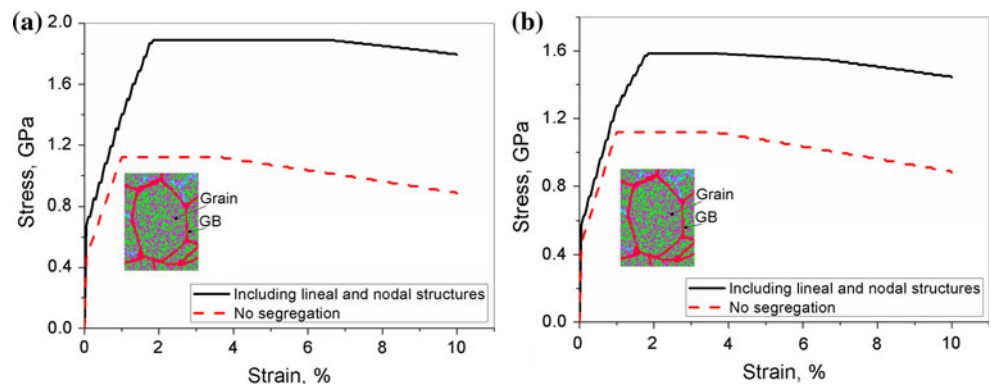 (a)
Stress, GPa
2.0
1.6
1.2
0.8
0.4
0.0
Grain
GB
Including lineal and nodal structures
No segregation
0 2 4 6 8 10
Strain, %
(b)
Stress, GPa
1.6
1.2
0.8
0.4
0.0
Grain
GB
Including lineal and nodal structures
No segregation
0 2 4 6 8 10
Strain, %